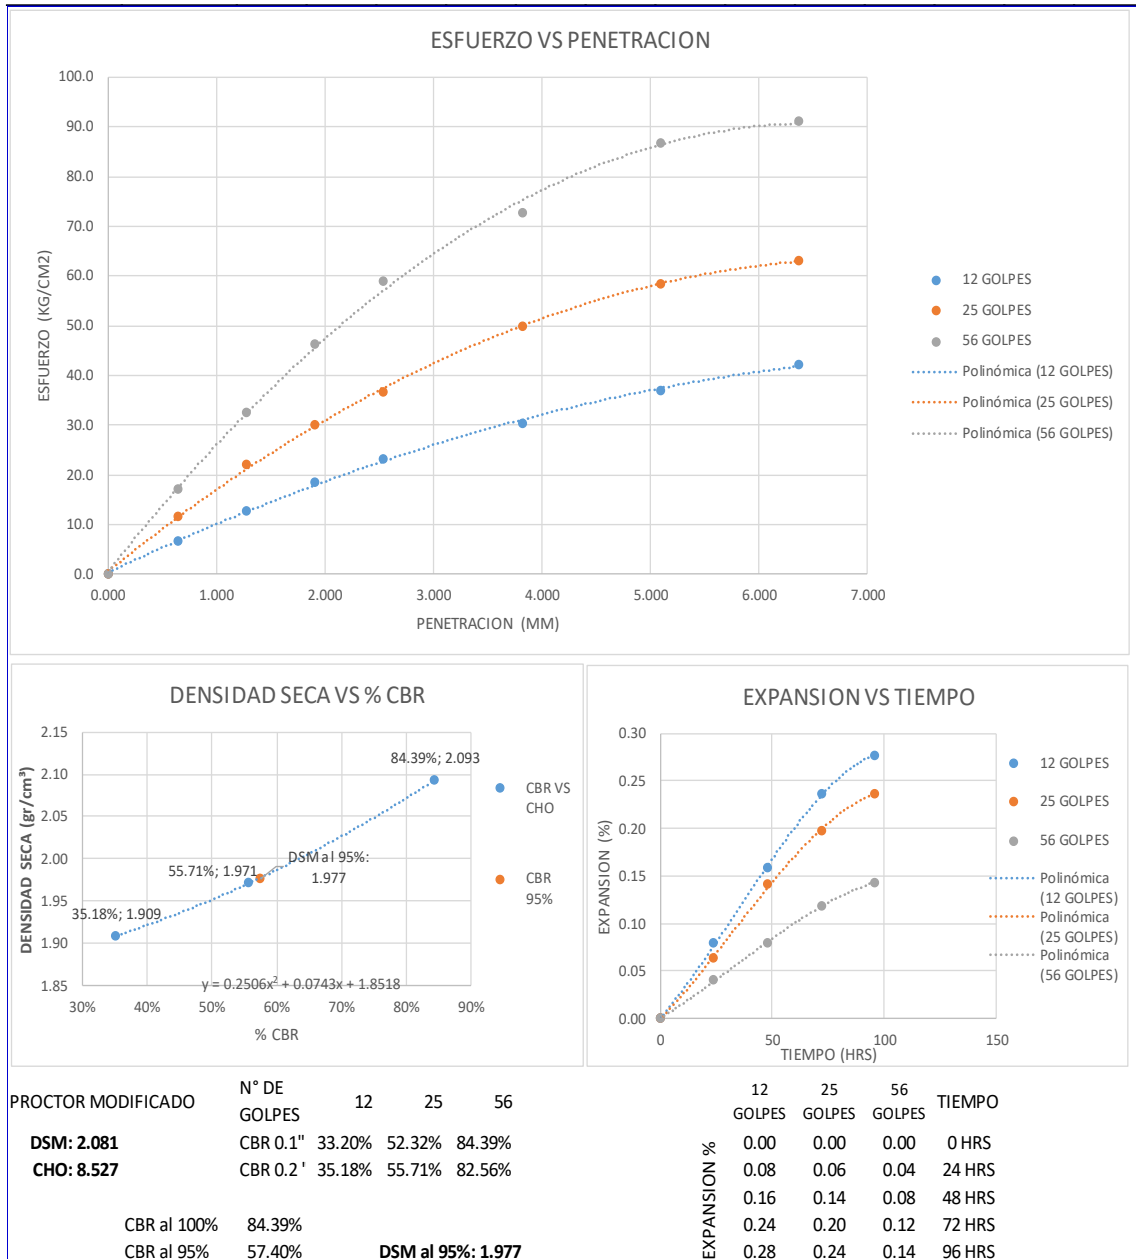 ESFUERZO VS PENETRACION
100.0
90.0
80.0
70.0
60.0
50.0
40.0
30.0
20.0
10.0
0.0
ESFUERZO (KG/CM2)
0.000 1.000 2.000 3.000 4.000 5.000 6.000 7.000
PENETRACION (MM)
12 GOLPES
25 GOLPES
56 GOLPES
Polinómica (12 GOLPES)
Polinómica (25 GOLPES)
Polinómica (56 GOLPES)
DENSIDAD SECA VS % CBR
2.15
2.10
2.05
2.00
1.95
1.90
1.85
DENSIDAD SECA (gr/cm³)
84.39%; 2.093
55.71%; 1.971
DSM al 95%:
1.977
35.18%; 1.909
y = 0.2506x² + 0.0743x + 1.8518
30% 40% 50% 60% 70% 80% 90%
% CBR
CBR VS
CHO
CBR
95%
EXPANSION VS TIEMPO
0.30
0.25
0.20
0.15
0.10
0.05
0.00
EXPANSION (%)
0 50 100 150
TIEMPO (HRS)
12 GOLPES
25 GOLPES
56 GOLPES
Polinómica
(12 GOLPES)
Polinómica
(25 GOLPES)
Polinómica
(56 GOLPES)
PROCTOR MODIFICADO
N° DE
GOLPES
12 25 56
DSM: 2.081 CBR 0.1" 33.20% 52.32% 84.39%
CHO: 8.527 CBR 0.2 ' 35.18% 55.71% 82.56%
CBR al 100% 84.39%
CBR al 95% 57.40% DSM al 95%: 1.977
12 25 56
GOLPES GOLPES GOLPES TIEMPO
EXPANSION %
0.00 0.00 0.00 0 HRS
0.08 0.06 0.04 24 HRS
0.16 0.14 0.08 48 HRS
0.24 0.20 0.12 72 HRS
0.28 0.24 0.14 96 HRS